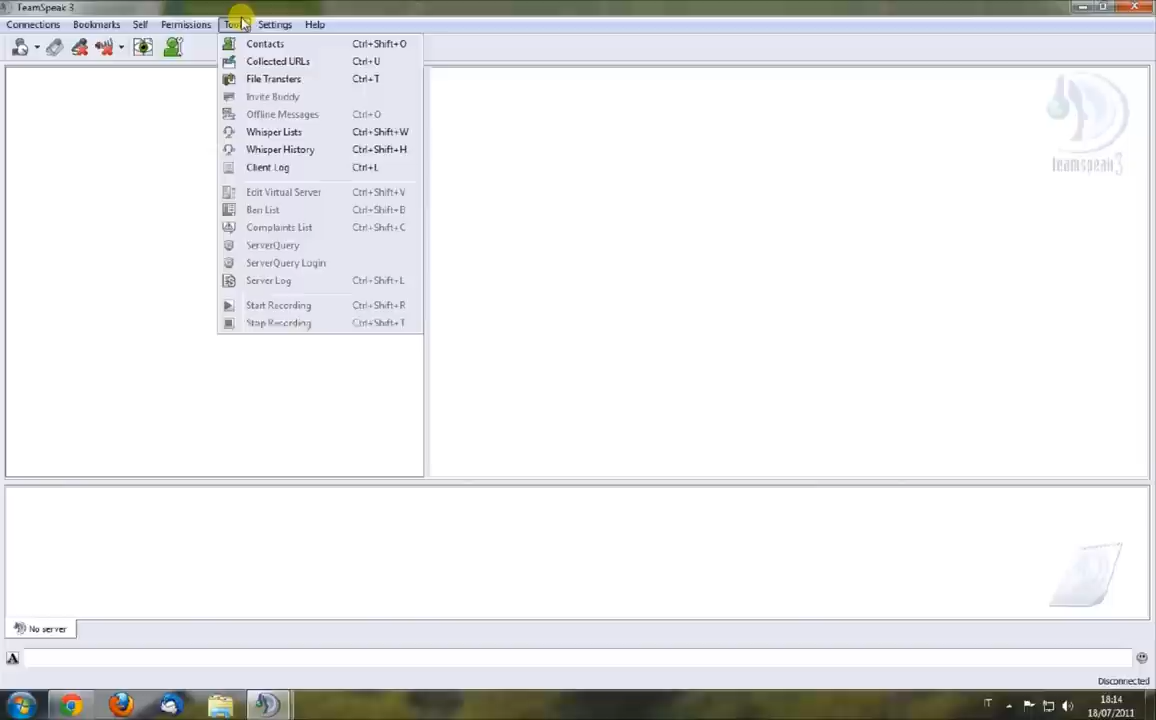 TeamSpeak 3
Connections Bookmarks Self Permissions Tools Settings Help
Contacts Ctrl+Shift+O
Collected URLs Ctrl+U
File Transfers Ctrl+T
Invite Buddy
Offline Messages Ctrl+O
Whisper Lists Ctrl+Shift+W
Whisper History Ctrl+Shift+H
Client Log Ctrl+L
Edit Virtual Server Ctrl+Shift+V
Ban List Ctrl+Shift+B
Complaints List Ctrl+Shift+C
ServerQuery
ServerQuery Login
Server Log Ctrl+Shift+L
Start Recording Ctrl+Shift+R
Stop Recording Ctrl+Shift+T
teamspeak3
No server
A
Disconnected
IT 18:14
18/07/2011